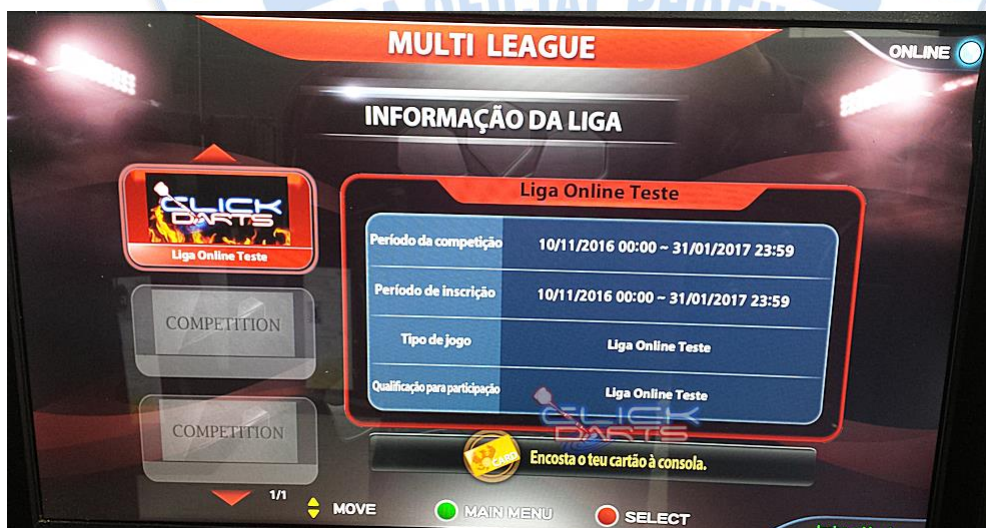 OFICIAL PHOENIX
MULTI LEAGUE
ONLINE
INFORMAÇÃO DA LIGA
Liga Online Teste
CLICK
DARTS
Liga Online Teste
COMPETITION
COMPETITION
Período da competição 10/11/2016 00:00 ~ 31/01/2017 23:59
Período de inscrição 10/11/2016 00:00 ~ 31/01/2017 23:59
Tipo de jogo Liga Online Teste
Qualificação para participação Liga Online Teste
CLICK
DARTS
CARD
Encosta o teu cartão à consola.
1/1
MOVE
MAIN MENU
SELECT